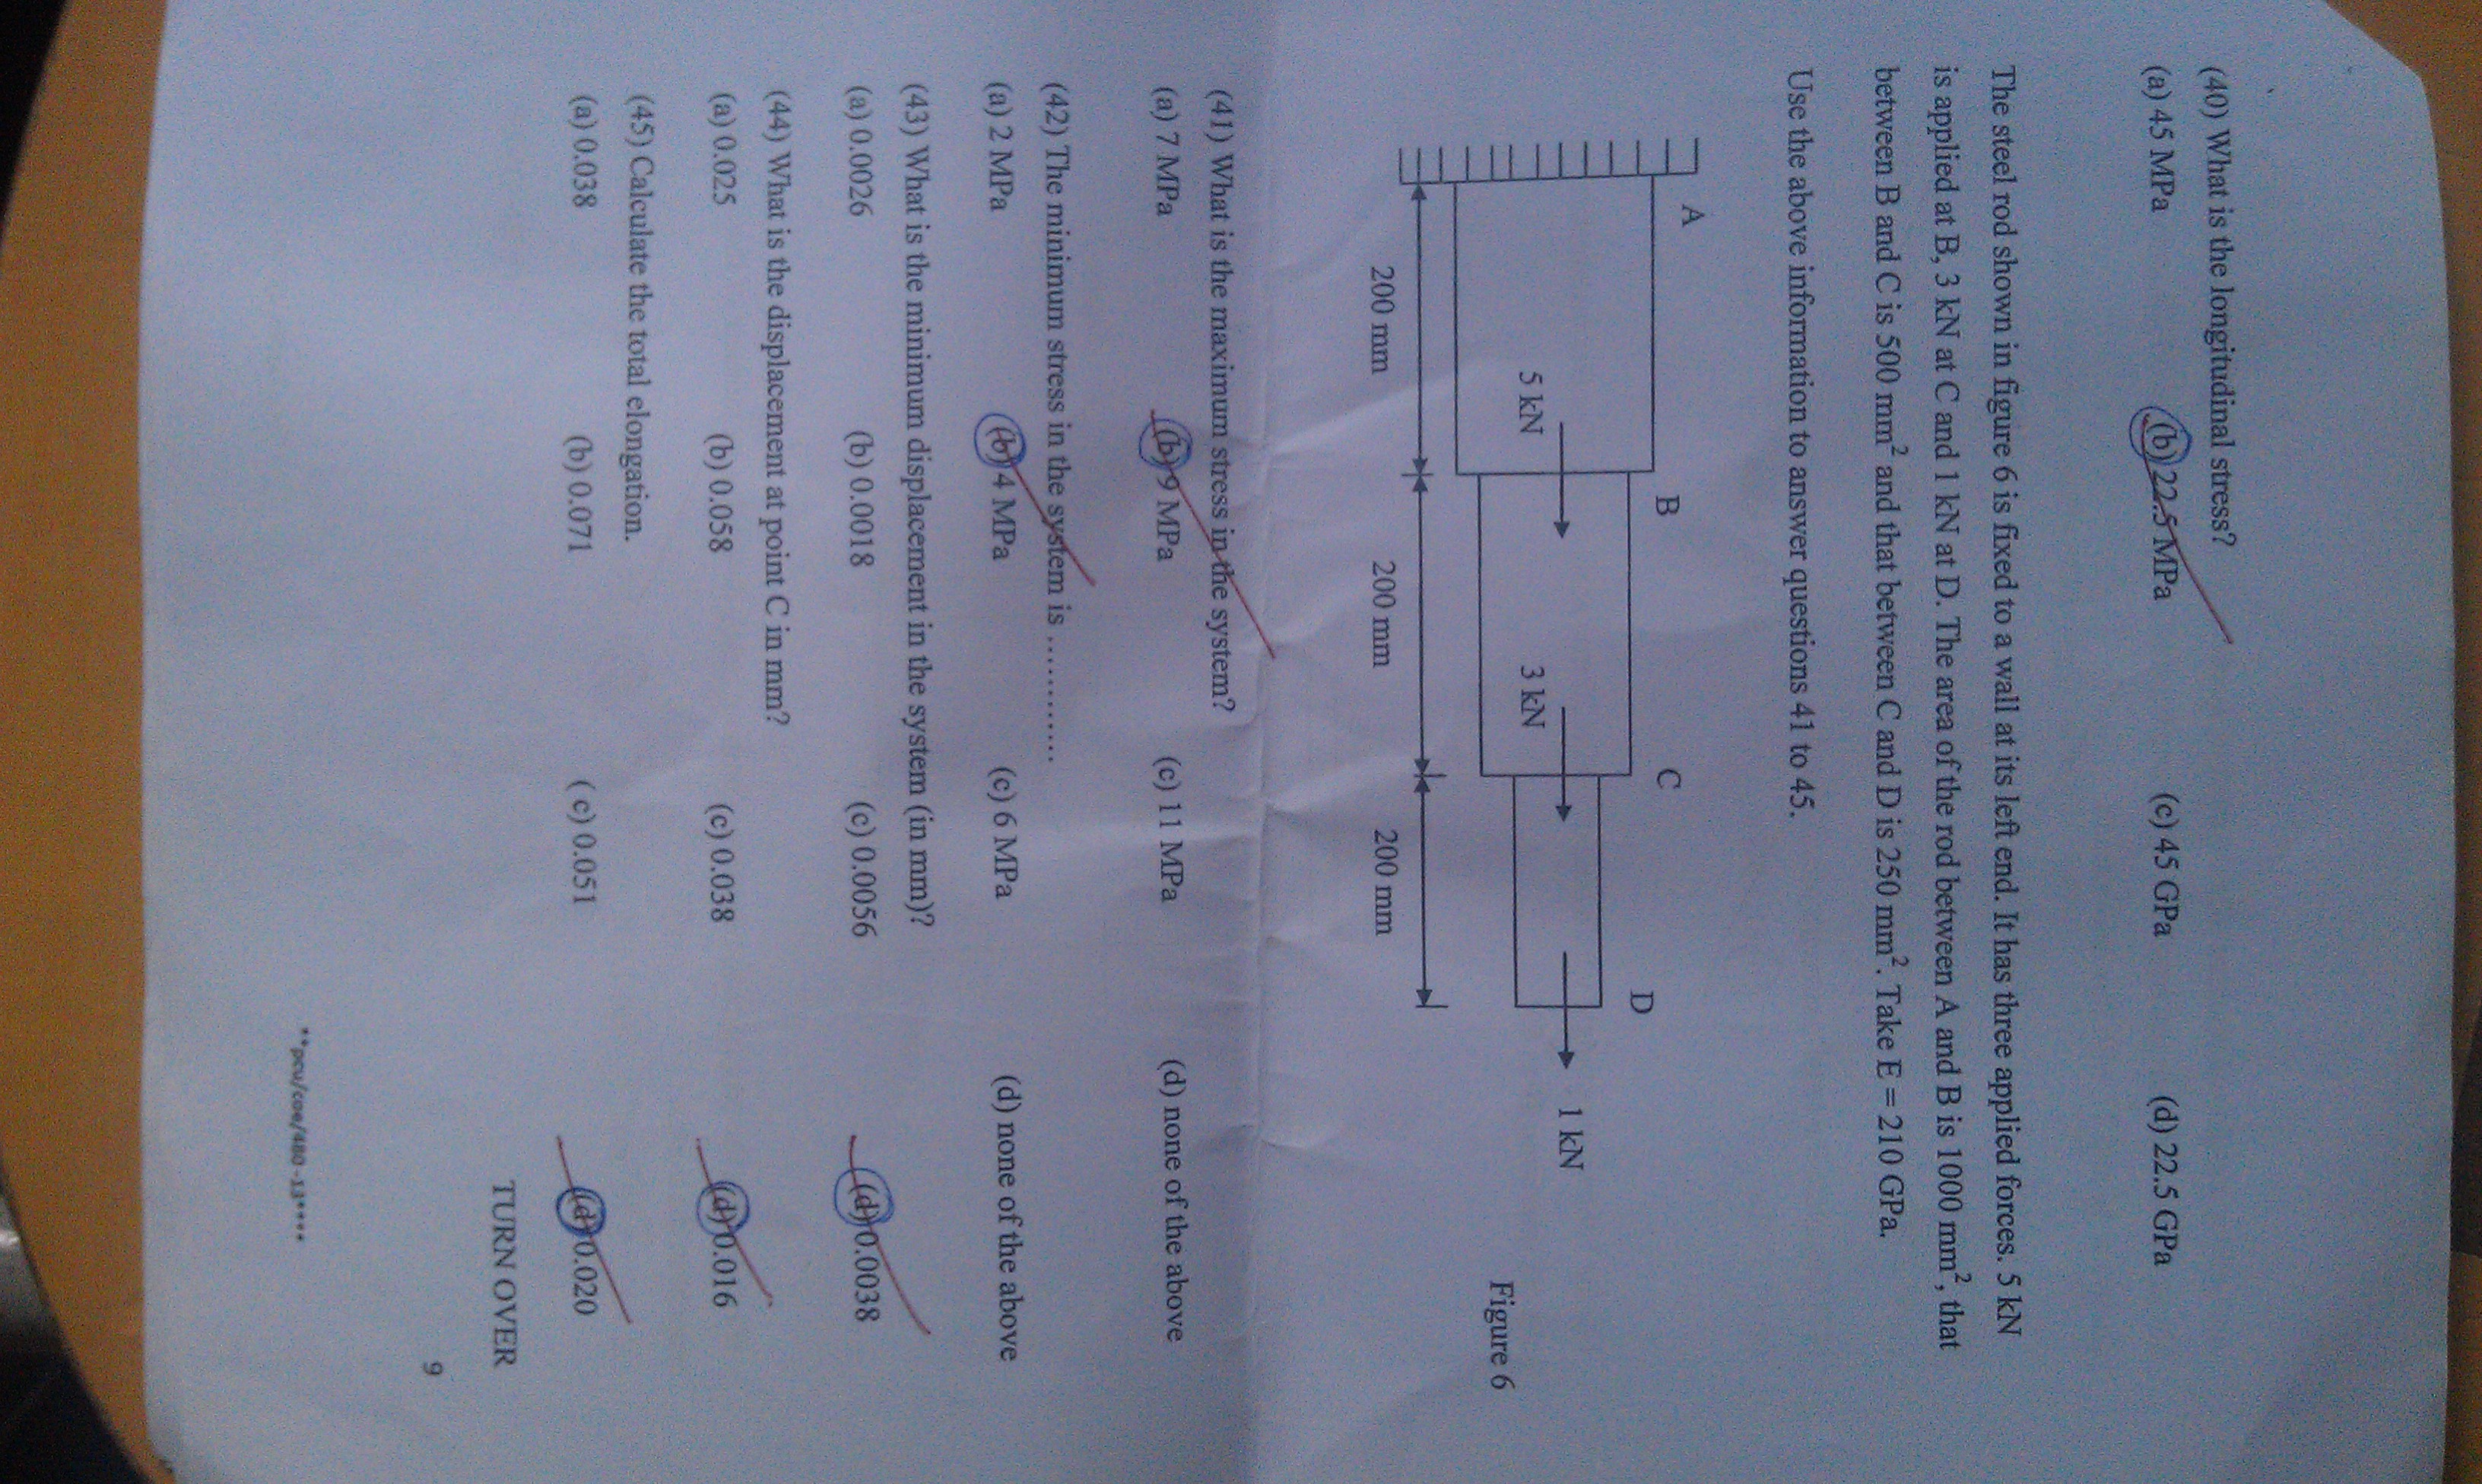 (40) What is the longitudinal stress?
(a) 45 MPa (b) 22.5 MPa (c) 45 GPa (d) 22.5 GPa
The steel rod shown in figure 6 is fixed to a wall at its left end. It has three applied forces. 5 kN
is applied at B, 3 kN at C and 1 kN at D. The area of the rod between A and B is 1000 mm², that
between B and C is 500 mm² and that between C and D is 250 mm². Take E = 210 GPa.
Use the above information to answer questions 41 to 45.
A
B
C
D
5 kN
3 kN
1 kN
Figure 6
200 mm 200 mm 200 mm
(41) What is the maximum stress in the system?
(a) 7 MPa (b) 9 MPa (c) 11 MPa (d) none of the above
(42) The minimum stress in the system is .............
(a) 2 MPa (b) 4 MPa (c) 6 MPa (d) none of the above
(43) What is the minimum displacement in the system (in mm)?
(a) 0.0026 (b) 0.0018 (c) 0.0056 (d) 0.0038
(44) What is the displacement at point C in mm?
(a) 0.025 (b) 0.058 (c) 0.038 (d) 0.016
(45) Calculate the total elongation.
(a) 0.038 (b) 0.071 ( c) 0.051 (d) 0.020
TURN OVER
9
**pcu/coe/480-13****